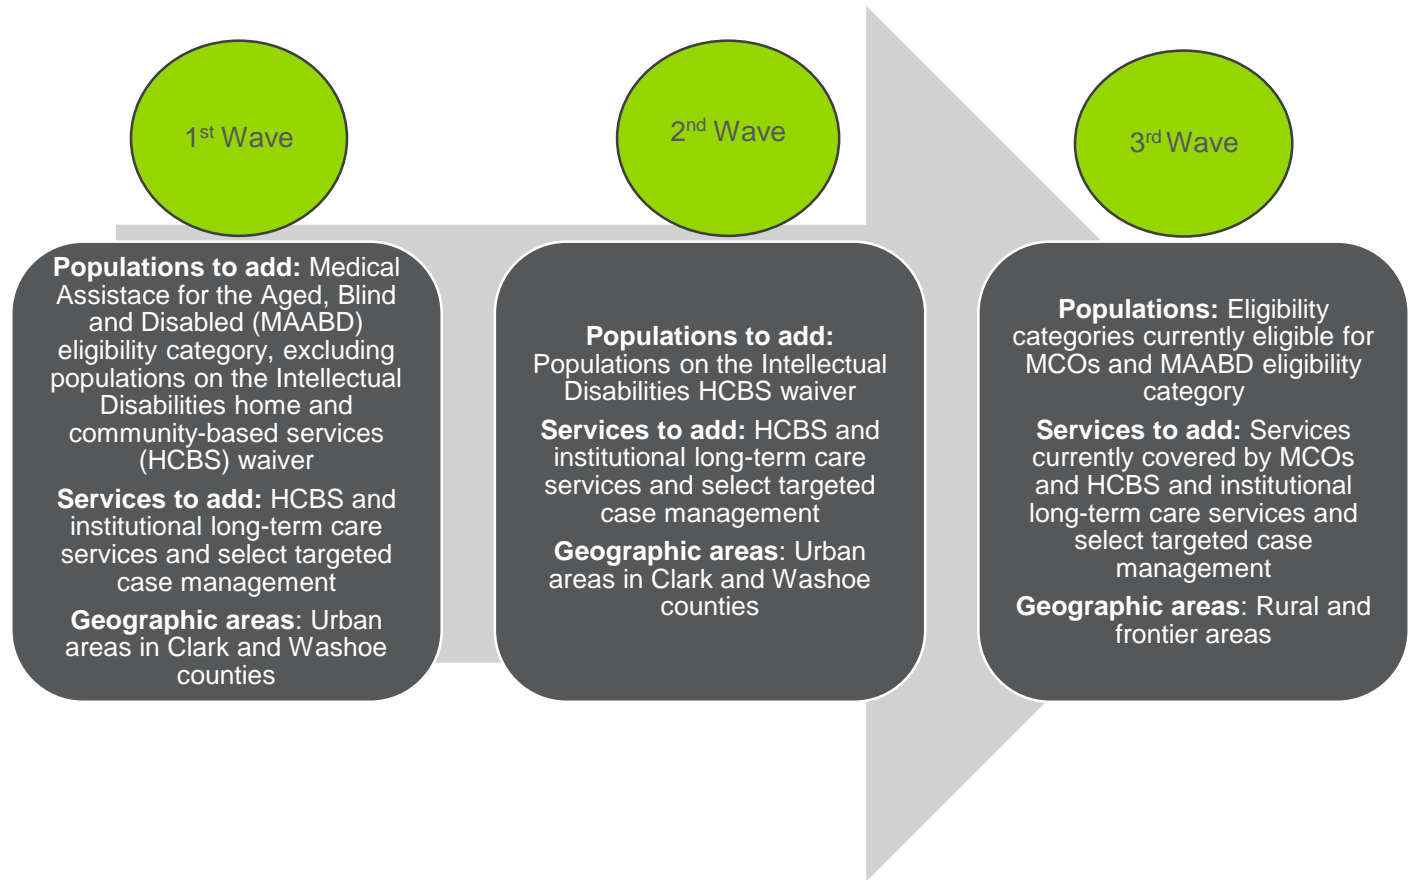 1st Wave
Populations to add: Medical
Assistace for the Aged, Blind
and Disabled (MAABD)
eligibility category, excluding
populations on the Intellectual
Disabilities home and
community-based services
(HCBS) waiver
Services to add: HCBS and
institutional long-term care
services and select targeted
case management
Geographic areas: Urban
areas in Clark and Washoe
counties
2nd Wave
Populations to add:
Populations on the Intellectual
Disabilities HCBS waiver
Services to add: HCBS and
institutional long-term care
services and select targeted
case management
Geographic areas: Urban
areas in Clark and Washoe
counties
3rd Wave
Populations: Eligibility
categories currently eligible for
MCOs and MAABD eligibility
category
Services to add: Services
currently covered by MCOs
and HCBS and institutional
long-term care services and
select targeted case
management
Geographic areas: Rural and
frontier areas